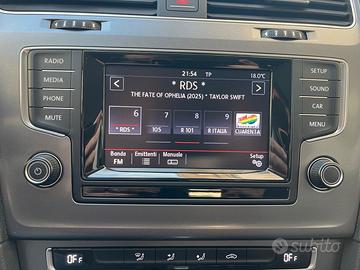 RADIO
MEDIA
PHONE
MUTE
21:54 TP 18.0°C
* RDS *
THE FATE OF OPHELIA (2025) * TAYLOR SWIFT
6 7 8 9
* RDS * 105 R 101 R ITALIA CUARENTA
Banda Emittenti Manuale Setup
FM
SETUP
SOUND
CAR
MENU
OFF
OFF
subito